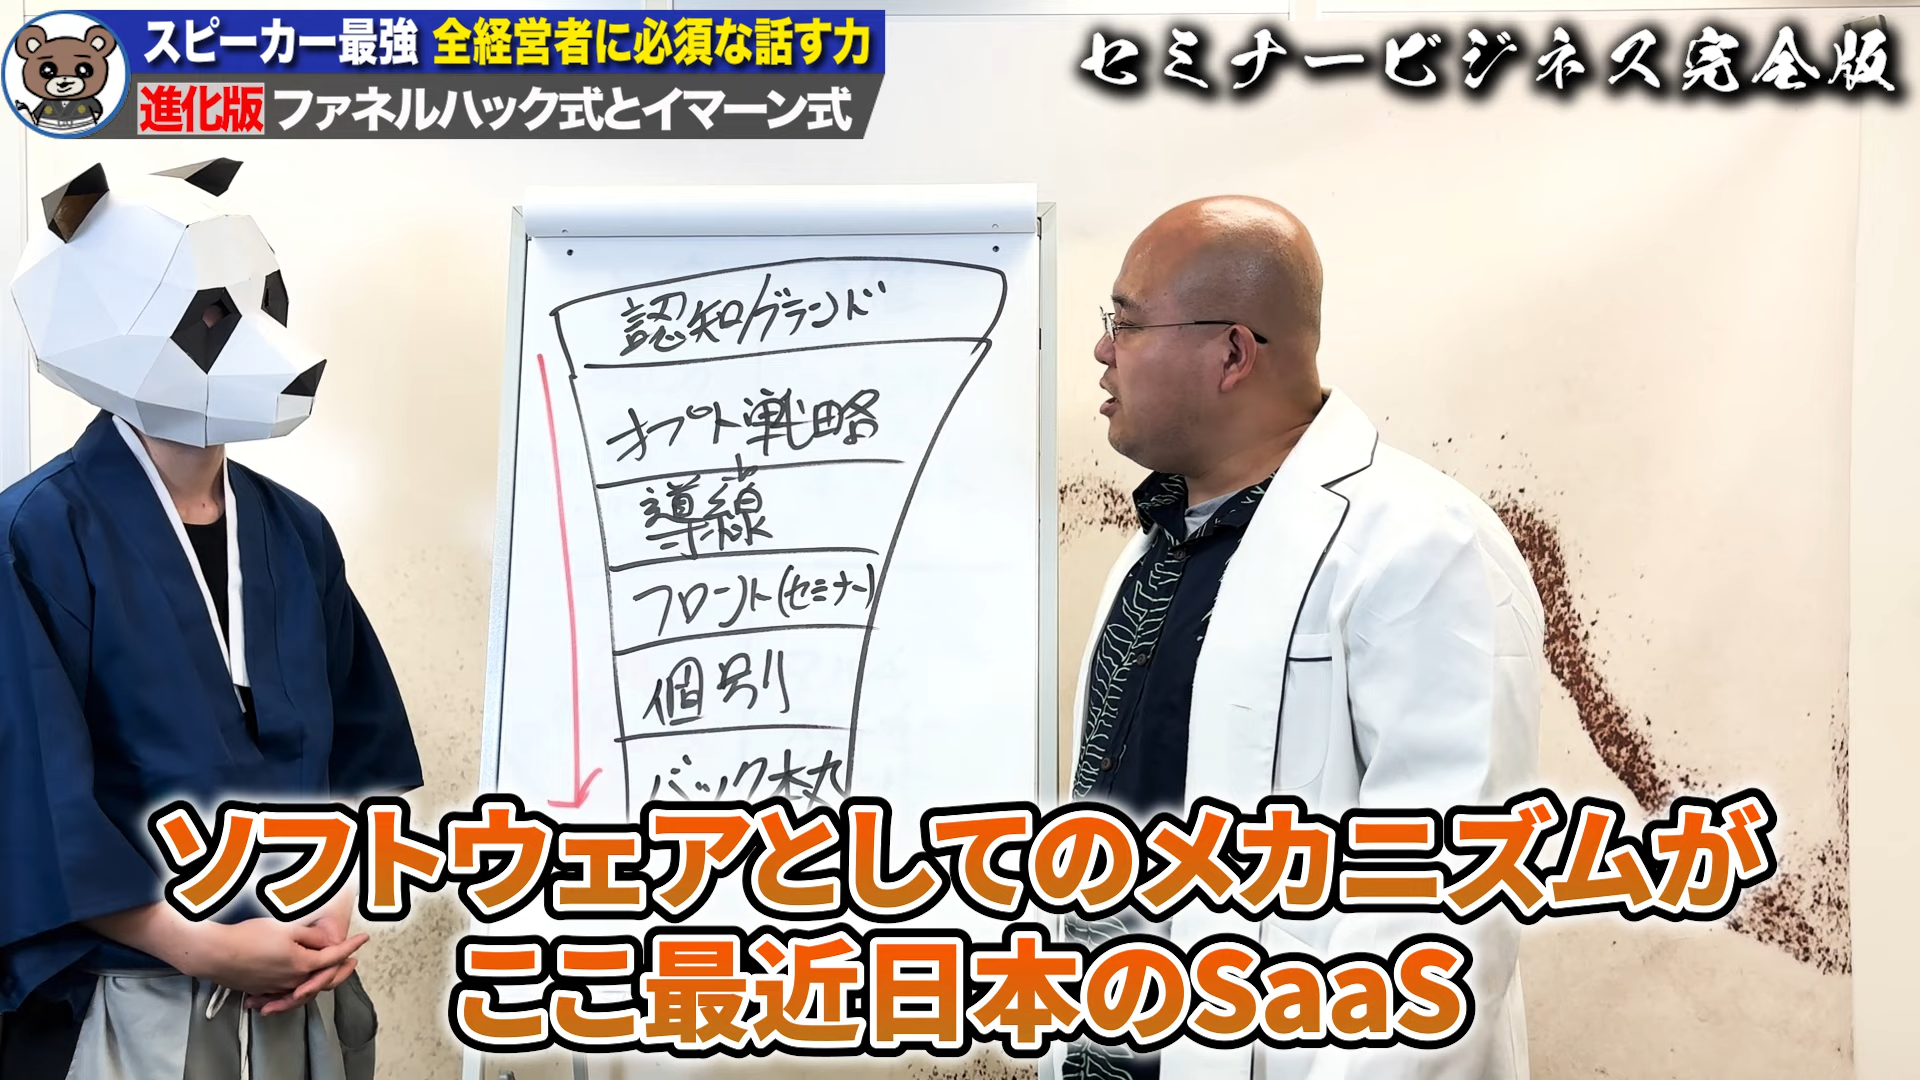 スピーカー最強 全経営者に必須な話す力
進化版 ファネルハック式とイマーン式
セミナービジネス完全版
認知/ブランド
オプト戦略
導線
フロント(セミナー)
個別
バック本丸
ソフトウェアとしてのメカニズムが
ここ最近日本のSaaS